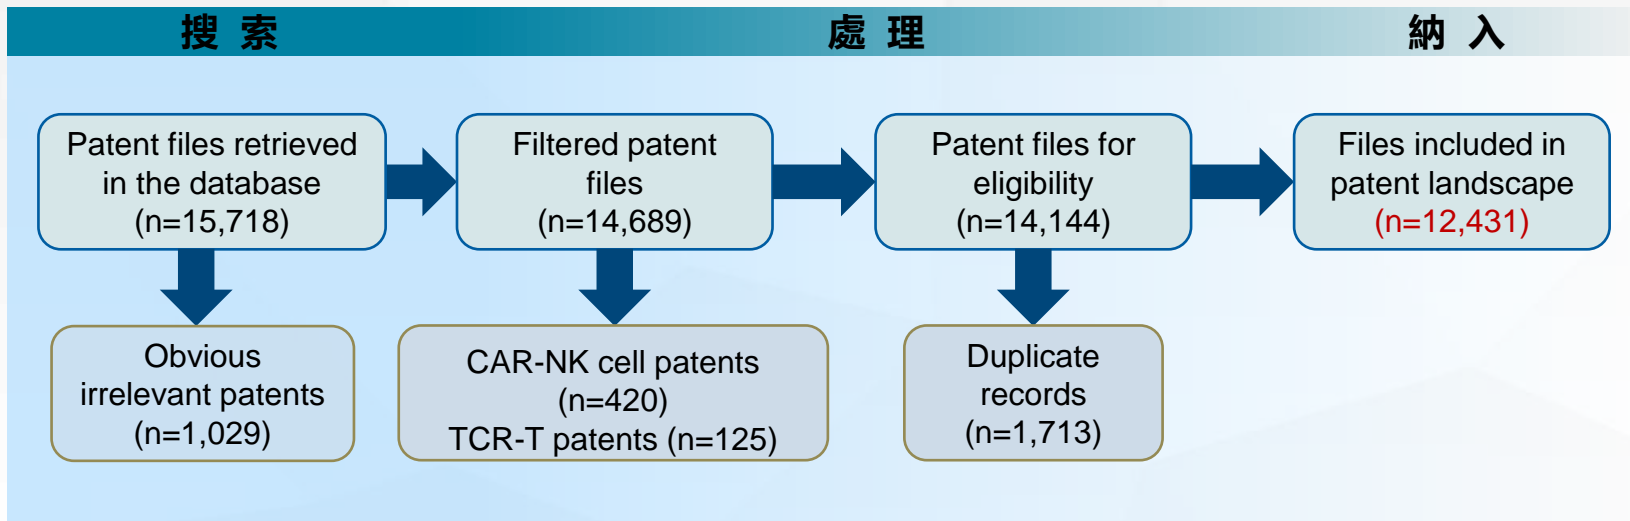 搜 索
處 理
納 入
Patent files retrieved
in the database
(n=15,718)
Filtered patent
files
(n=14,689)
Patent files for
eligibility
(n=14,144)
Files included in
patent landscape
(n=12,431)
Obvious
irrelevant patents
(n=1,029)
CAR-NK cell patents
(n=420)
TCR-T patents (n=125)
Duplicate
records
(n=1,713)